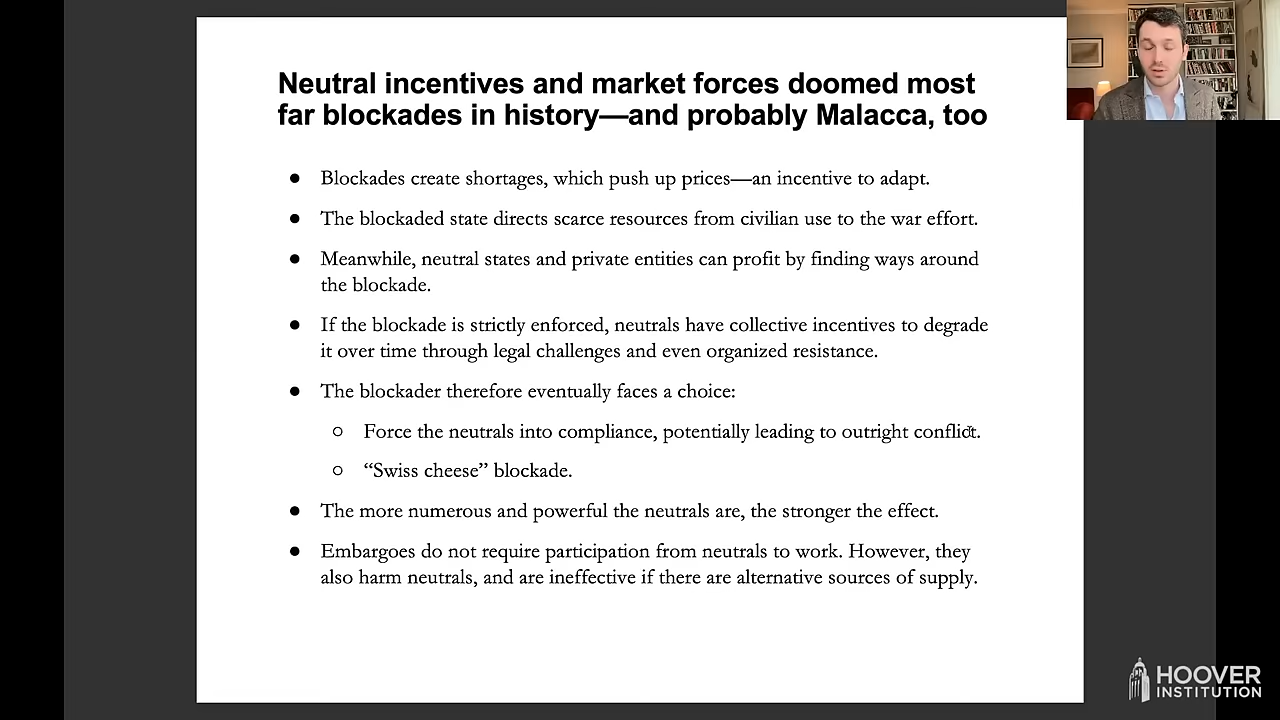 Neutral incentives and market forces doomed most
far blockades in history—and probably Malacca, too
● Blockades create shortages, which push up prices—an incentive to adapt.
● The blockaded state directs scarce resources from civilian use to the war effort.
● Meanwhile, neutral states and private entities can profit by finding ways around
the blockade.
● If the blockade is strictly enforced, neutrals have collective incentives to degrade
it over time through legal challenges and even organized resistance.
● The blockader therefore eventually faces a choice:
○ Force the neutrals into compliance, potentially leading to outright conflict.
○ “Swiss cheese” blockade.
● The more numerous and powerful the neutrals are, the stronger the effect.
● Embargoes do not require participation from neutrals to work. However, they
also harm neutrals, and are ineffective if there are alternative sources of supply.
HOOVER
INSTITUTION